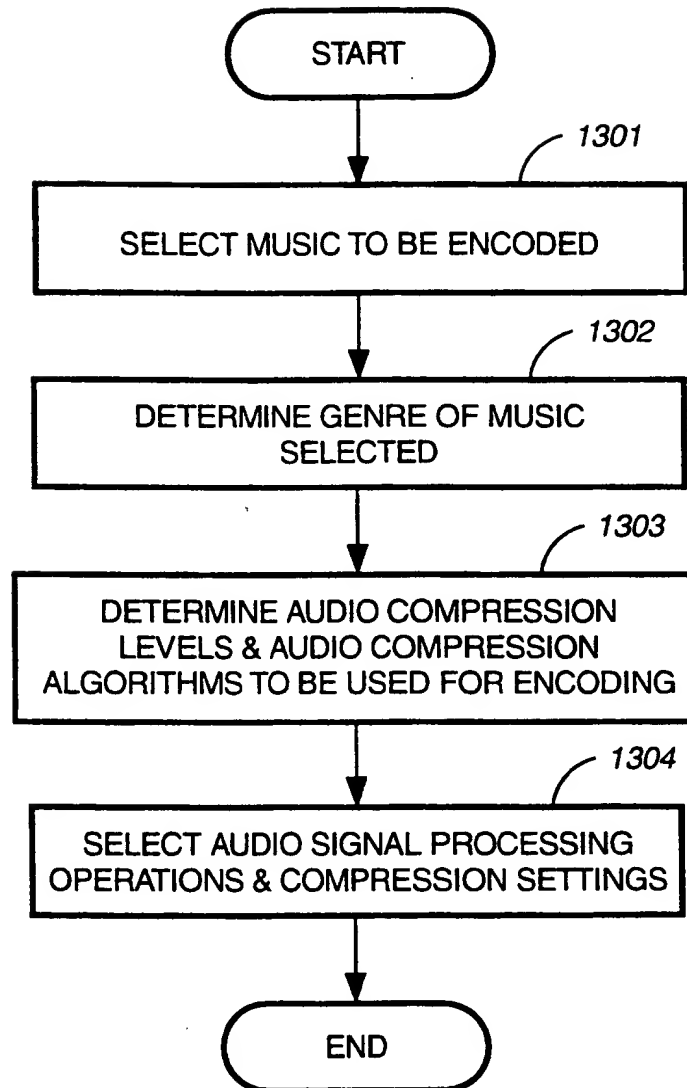 START
1301
SELECT MUSIC TO BE ENCODED
1302
DETERMINE GENRE OF MUSIC
SELECTED
1303
DETERMINE AUDIO COMPRESSION
LEVELS & AUDIO COMPRESSION
ALGORITHMS TO BE USED FOR ENCODING
1304
SELECT AUDIO SIGNAL PROCESSING
OPERATIONS & COMPRESSION SETTINGS
END